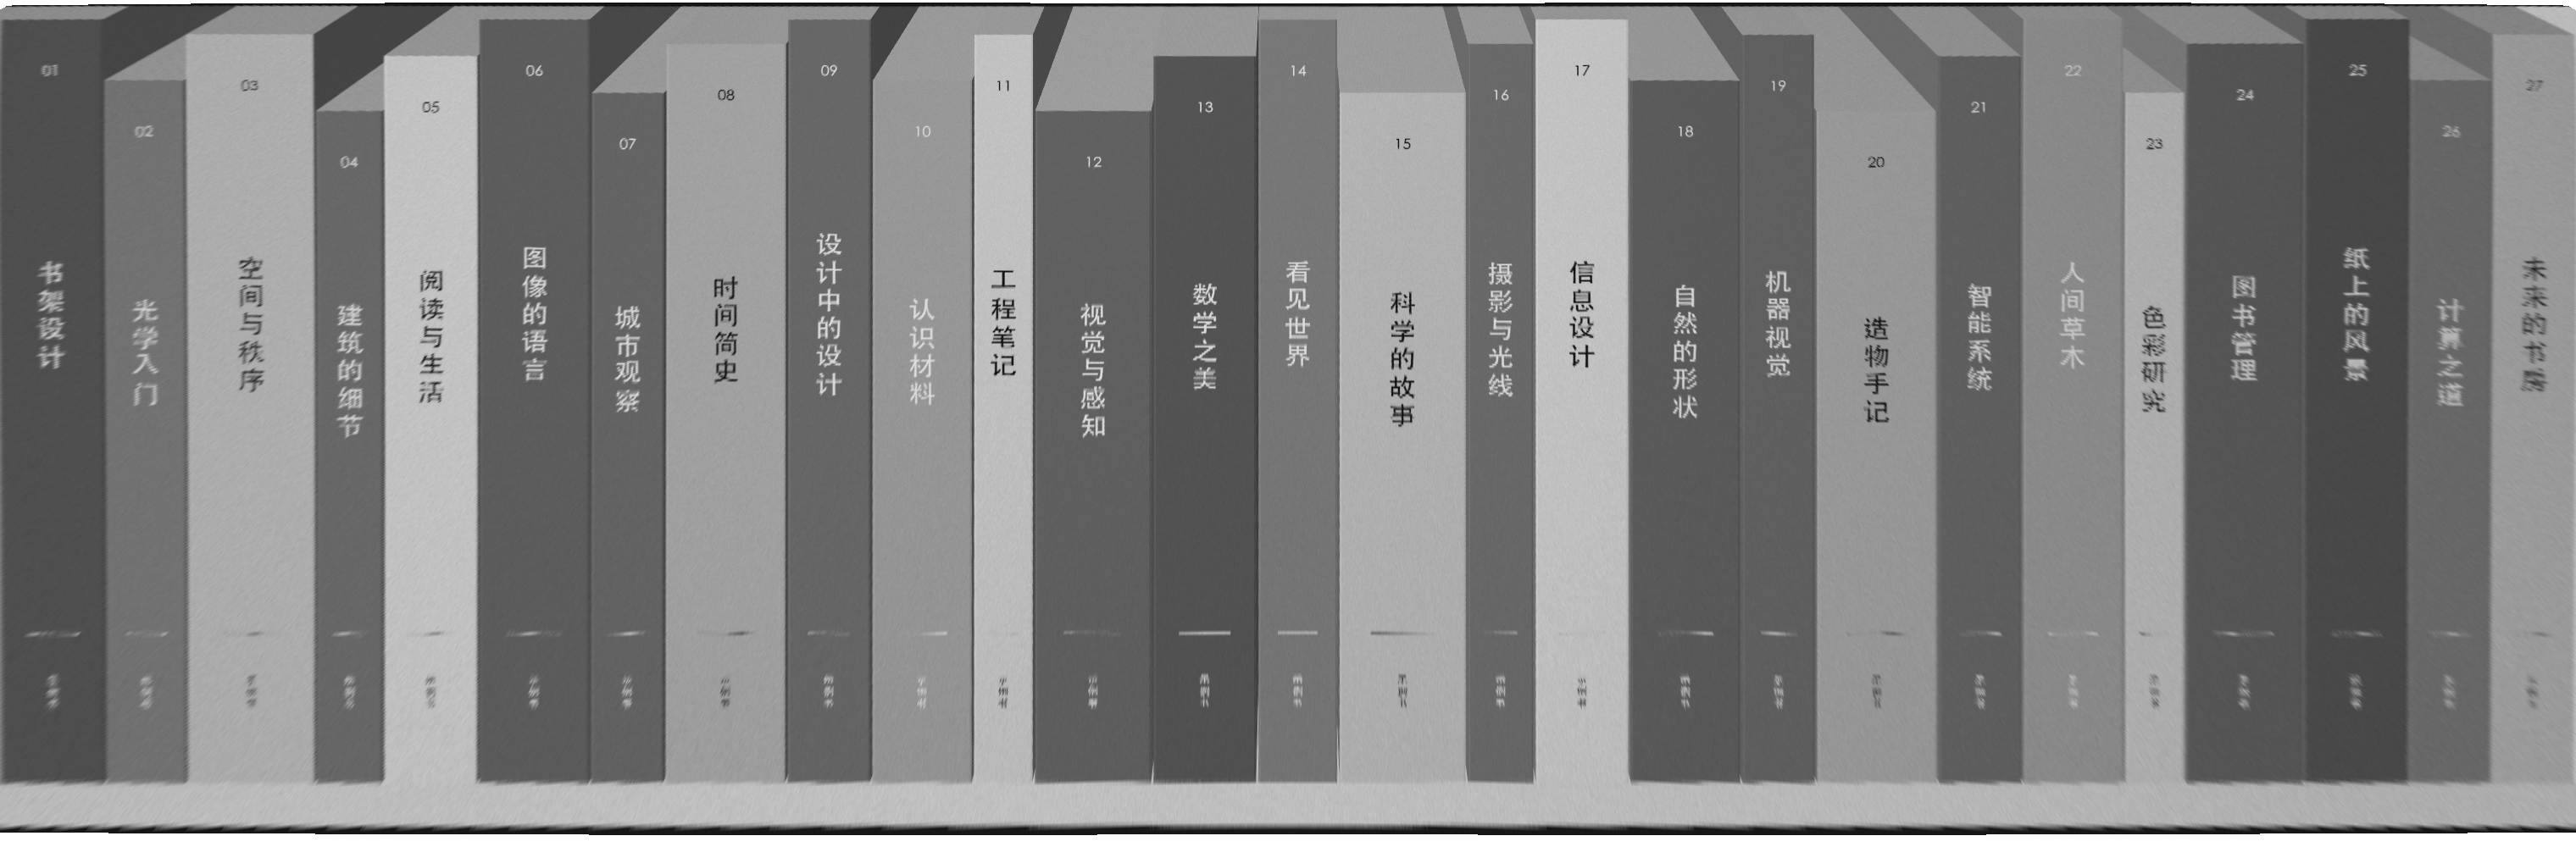 01
书架设计
02
光学入门
03
空间与秩序
04
建筑的细节
05
阅读与生活
06
图像的语言
07
城市观察
08
时间简史
09
设计中的设计
10
认识材料
11
工程笔记
12
视觉与感知
13
数学之美
14
看见世界
15
科学的故事
16
摄影与光线
17
信息设计
18
自然的形状
19
机器视觉
20
造物手记
21
智能系统
22
人间草木
23
色彩研究
24
图书管理
25
纸上的风景
26
计算之道
27
未来的书房